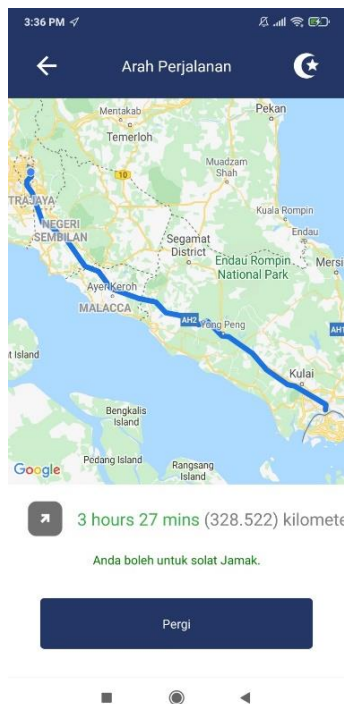 3:36 PM
Arah Perjalanan
Mentakab
Pekan
Temerloh
10
Muadzam
Shah
TRAJAYA
Kuala Rompin
NEGERI
SEMBILAN
Endau
Segamat
District
Endau Rompin
National Park
Mersi
Ayer Keroh
MALACCA
AH2
Yong Peng
AH1
t Island
Kulai
Bengkalis
Island
Pedang Island
Rangsang
Island
Google
3 hours 27 mins (328.522) kilomete
Anda boleh untuk solat Jamak.
Pergi